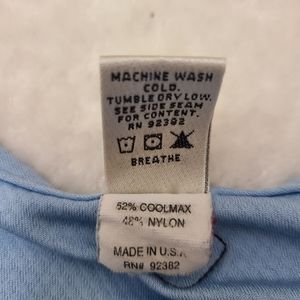 MACHINE WASH
COLD.
TUMBLE DRY LOW.
SEE SIDE SEAM
FOR CONTENT.
RN 92382
BREATHE
52% COOLMAX
48% NYLON
MADE IN U.S.A
RN# 92382